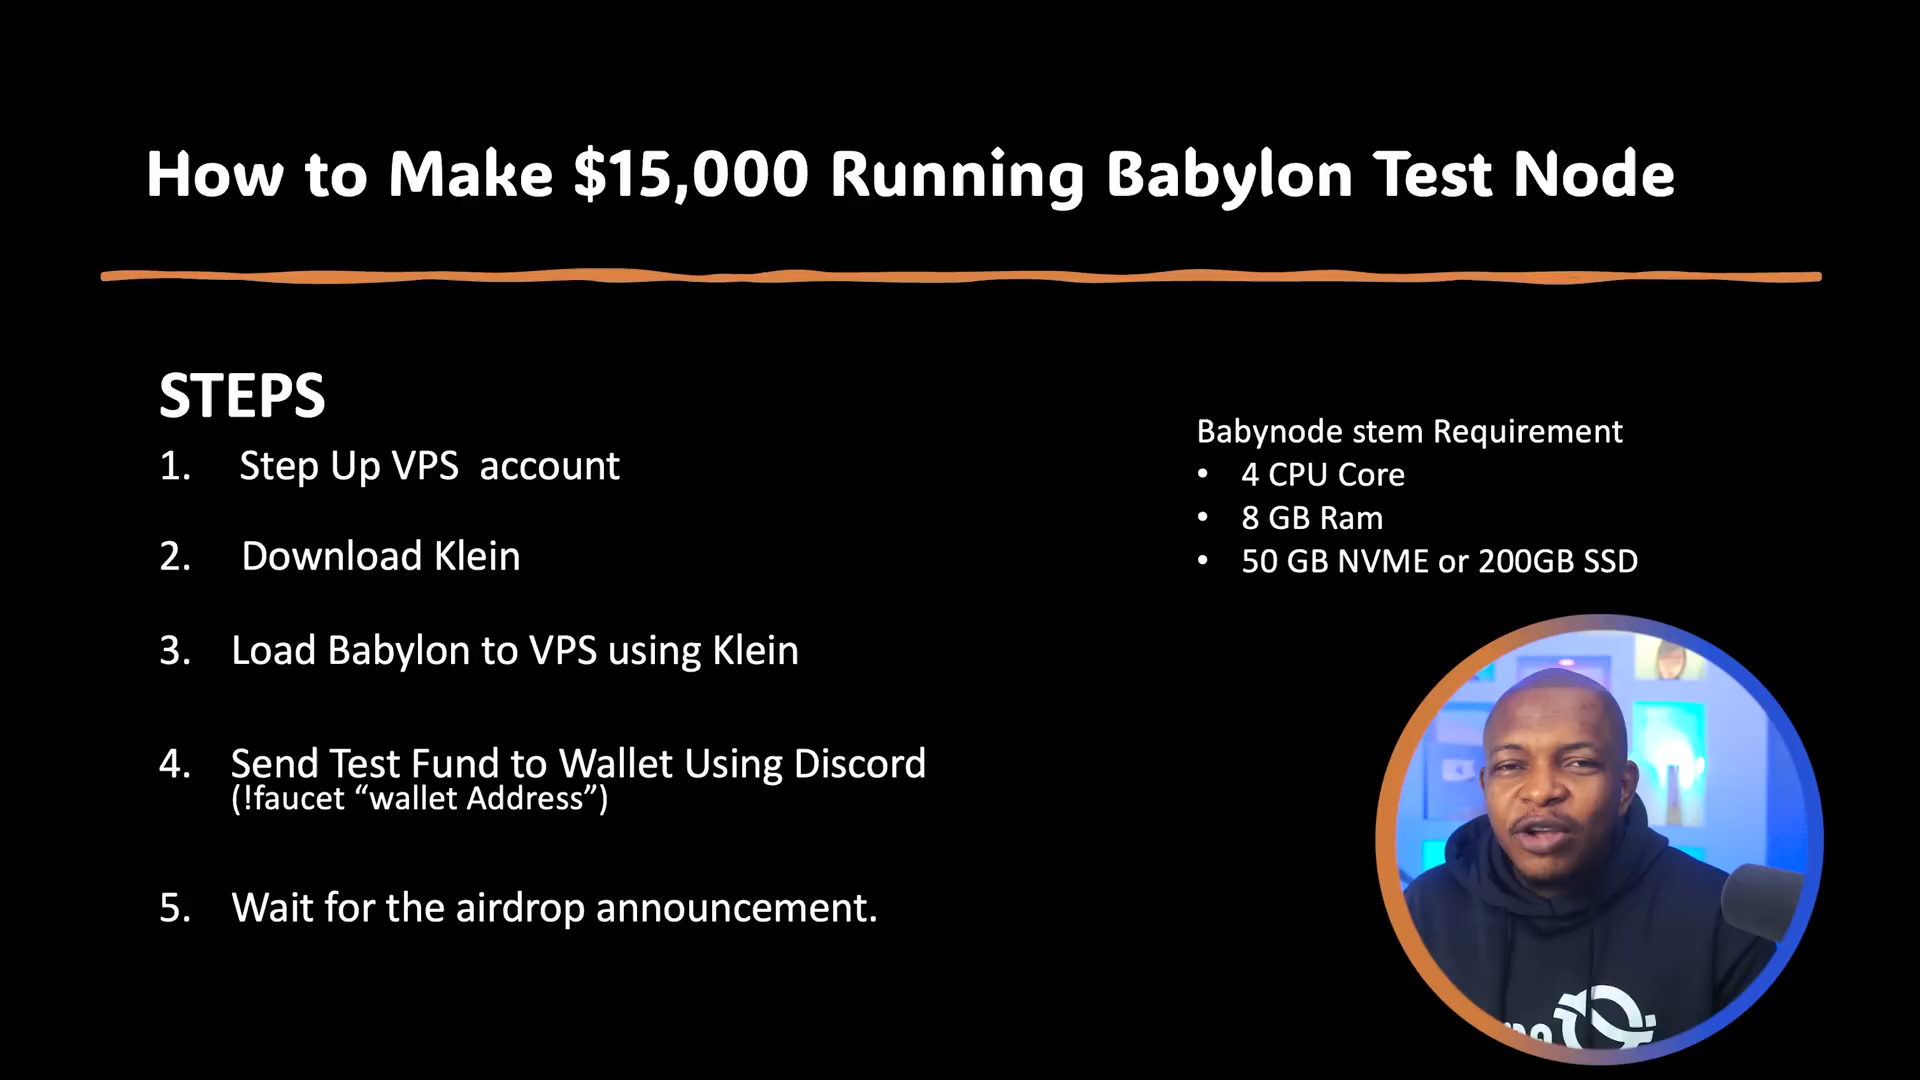 How to Make $15,000 Running Babylon Test Node
STEPS
1. Step Up VPS account
2. Download Klein
3. Load Babylon to VPS using Klein
4. Send Test Fund to Wallet Using Discord
(!faucet “wallet Address”)
5. Wait for the airdrop announcement.
Babynode stem Requirement
• 4 CPU Core
• 8 GB Ram
• 50 GB NVME or 200GB SSD